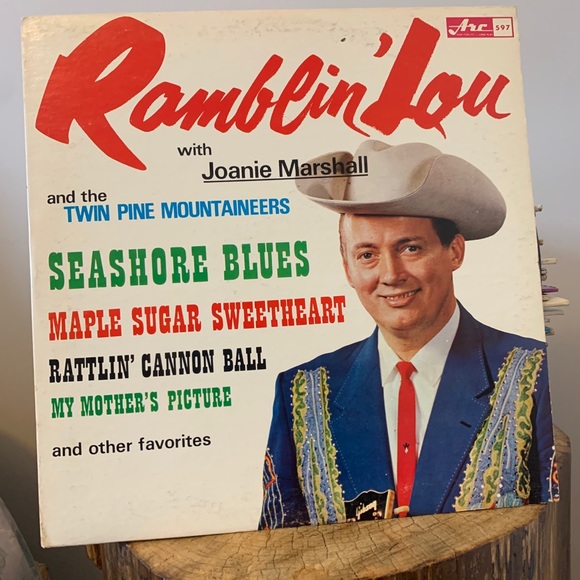 Arc
597
Ramblin' Lou
with
Joanie Marshall
and the
TWIN PINE MOUNTAINEERS
SEASHORE BLUES
MAPLE SUGAR SWEETHEART
RATTLIN' CANNON BALL
MY MOTHER'S PICTURE
and other favorites